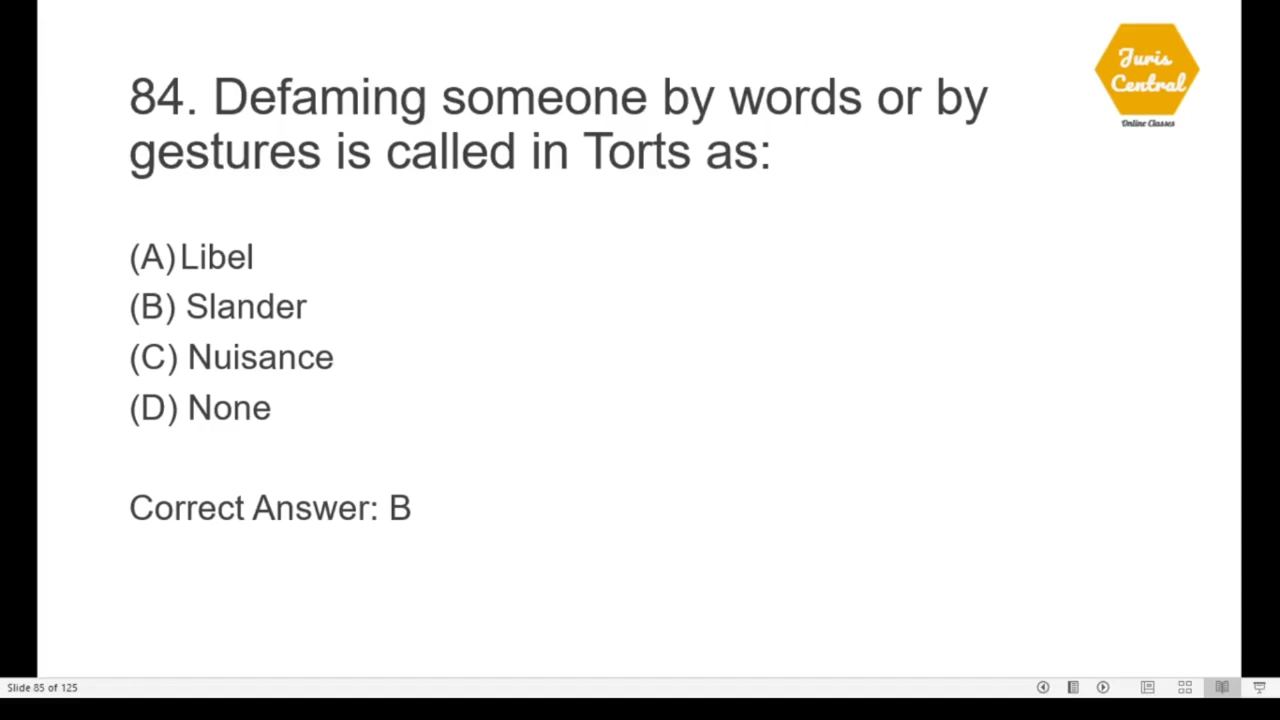 Juris
Central
Online Classes
84. Defaming someone by words or by
gestures is called in Torts as:
(A) Libel
(B) Slander
(C) Nuisance
(D) None
Correct Answer: B
Slide 85 of 125